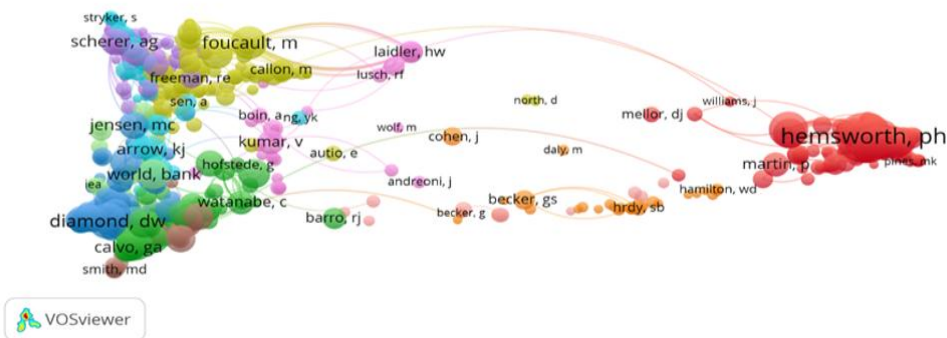 stryker, s
scherer, ag
foucault, m
laidler, hw
callon, m
lusch, rf
freeman, re
sen, a
north, d
williams, j
mellor, dj
boin, a
ng, yk
jensen, mc
wolf, m
hemsworth, ph
kumar, v
cohen, j
arrow, kj
autio, e
daly, m
pines, mk
hofstede, g
martin, p
world, bank
lea
andreoni, j
hamilton, wd
watanabe, c
becker, gs
hrdy, sb
diamond, dw
barro, rj
becker, g
calvo, ga
smith, md
VOSviewer